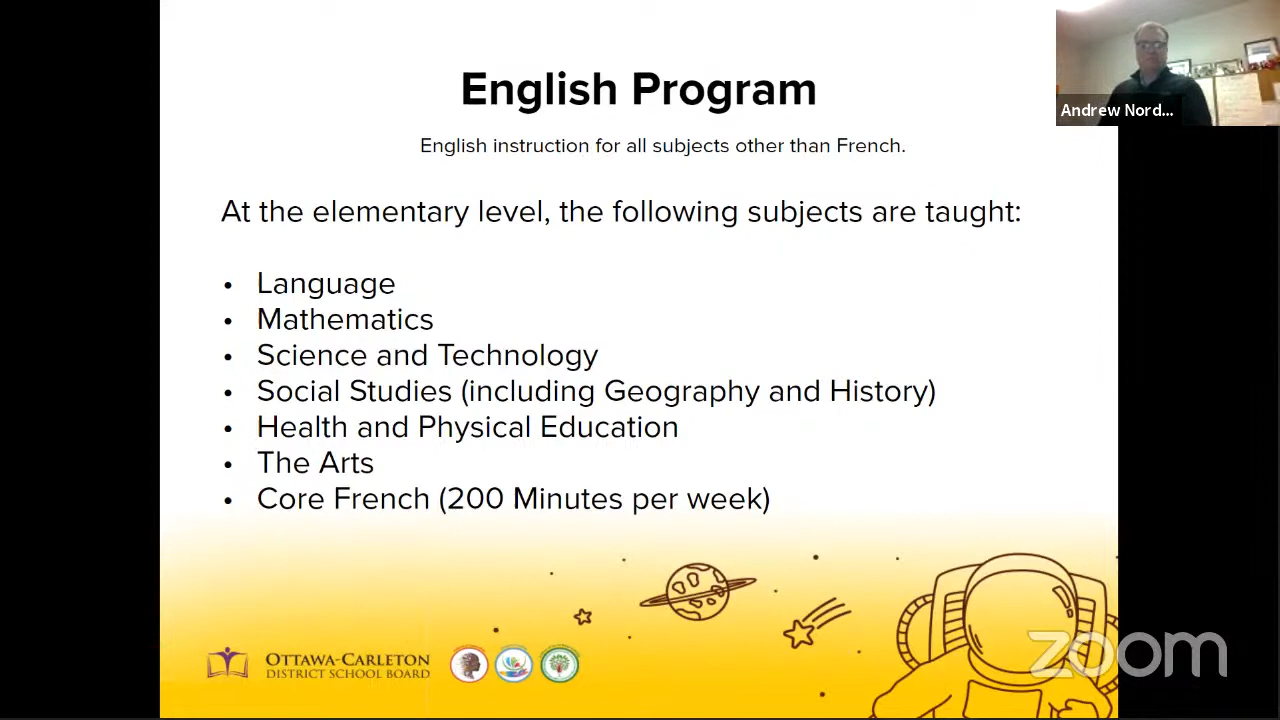 English Program
Andrew Nord...
English instruction for all subjects other than French.
At the elementary level, the following subjects are taught:
• Language
• Mathematics
• Science and Technology
• Social Studies (including Geography and History)
• Health and Physical Education
• The Arts
• Core French (200 Minutes per week)
OTTAWA-CARLETON
DISTRICT SCHOOL BOARD
zoom